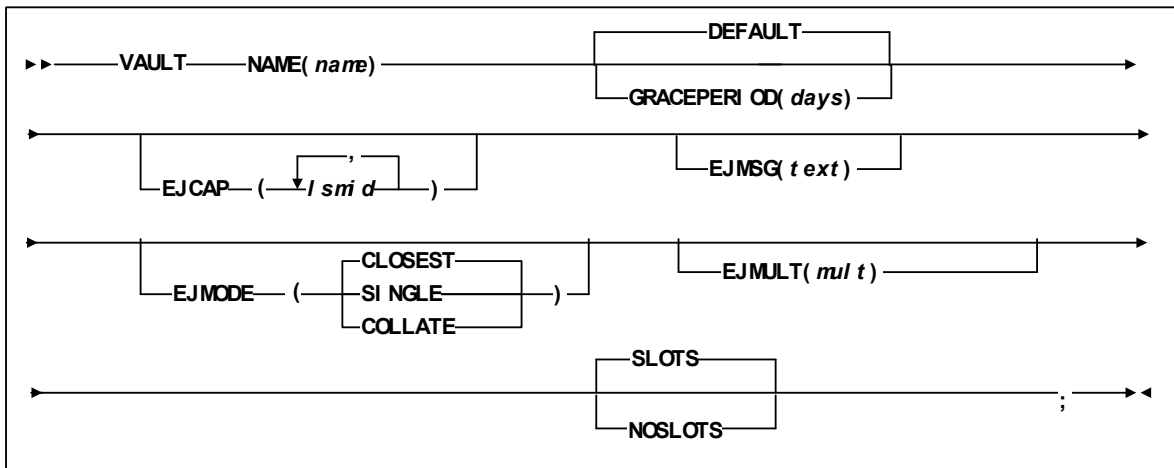 DEFAULT
VAULT NAME(name)
GRACEPERIOD(days)
,
EJCAP ( lsmid ) EJMSG(text)
CLOSEST
EJMODE ( SINGLE ) EJMULT(mult)
COLLATE
SLOTS
;
NOSLOTS